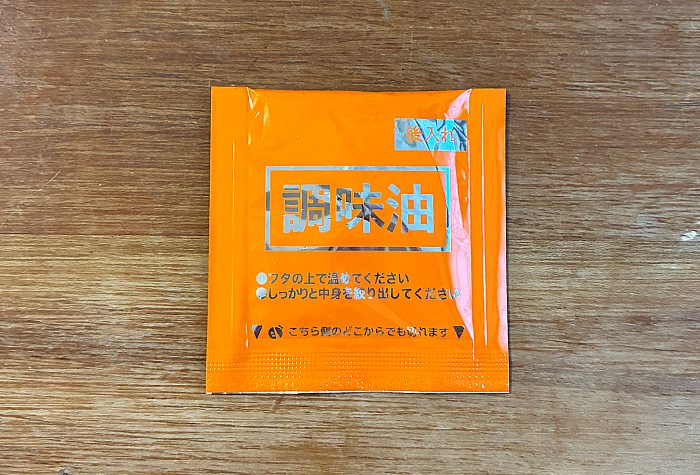 後入れ
調味油
●フタの上で温めてください
●しっかりと中身を絞り出してください
▼ こちら側のどこからでも切れます ▼